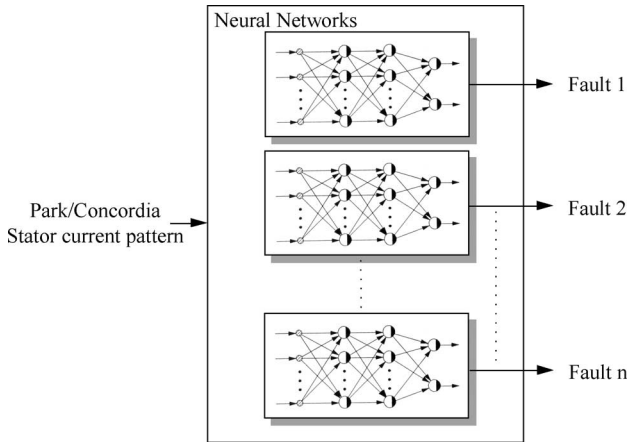 Neural Networks
Fault 1
Park/Concordia
Stator current pattern
Fault 2
Fault n